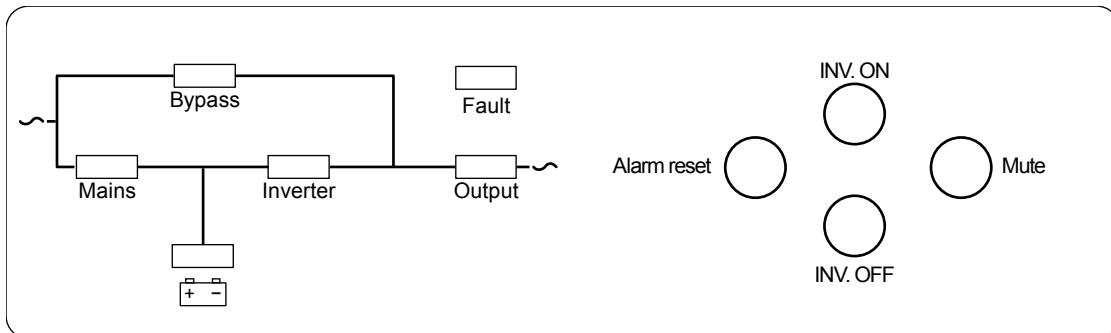 Bypass
Fault
Mains
Inverter
Output
+ −
INV. ON
Alarm reset
Mute
INV. OFF